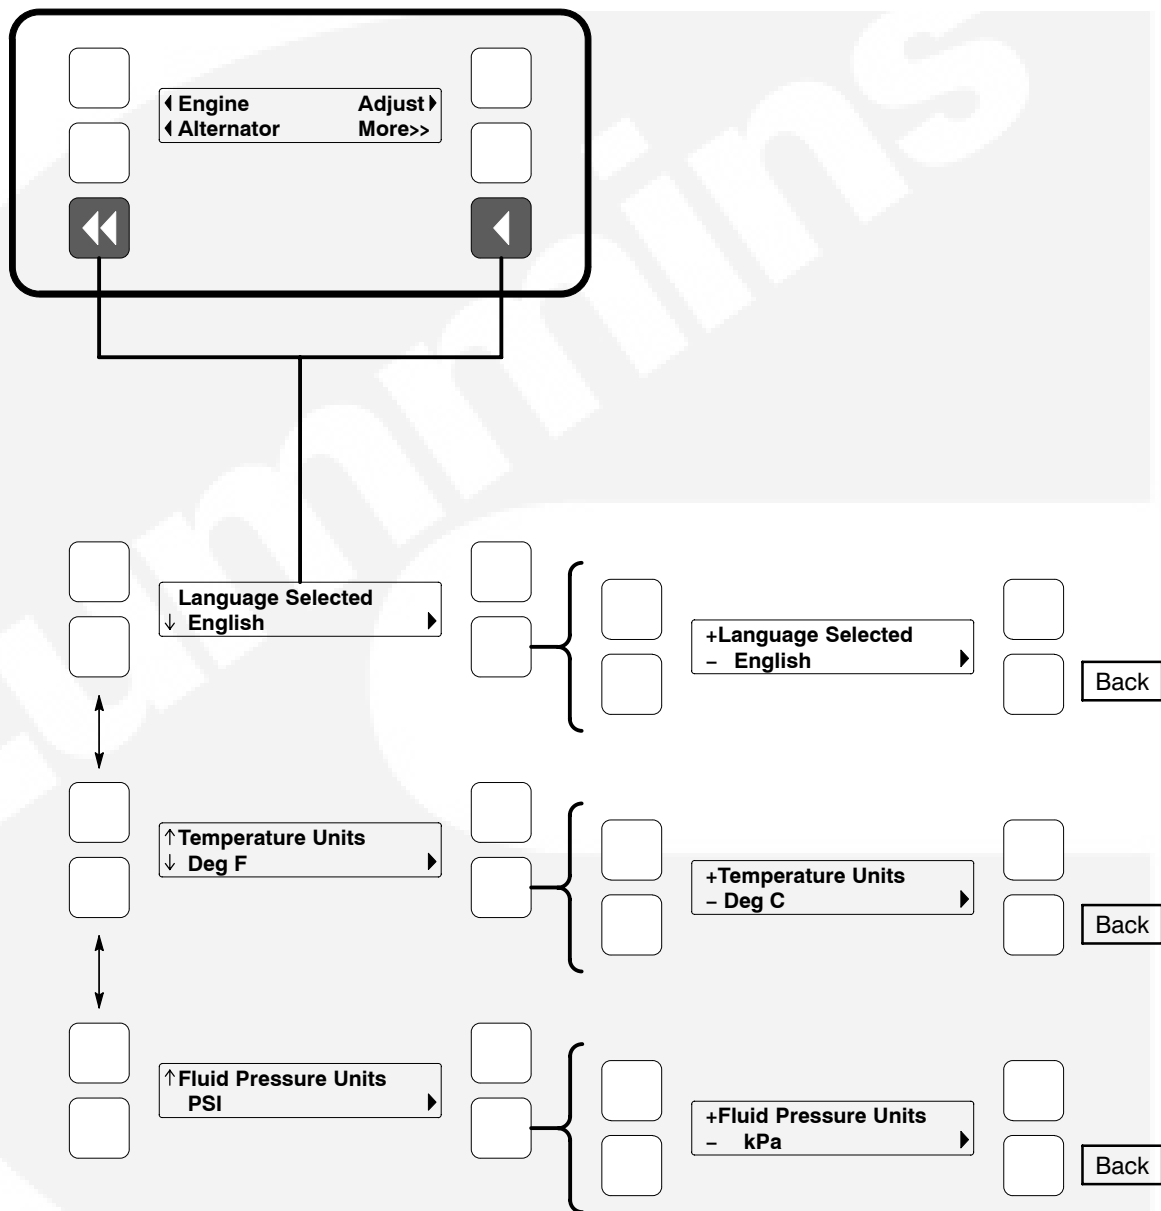 ◀ Engine Adjust ▶
◀ Alternator More>>
Language Selected
↓ English ▶
+Language Selected
– English ▶
Back
↑ Temperature Units
↓ Deg F ▶
+Temperature Units
– Deg C ▶
Back
↑ Fluid Pressure Units
PSI ▶
+Fluid Pressure Units
– kPa ▶
Back
Cummins